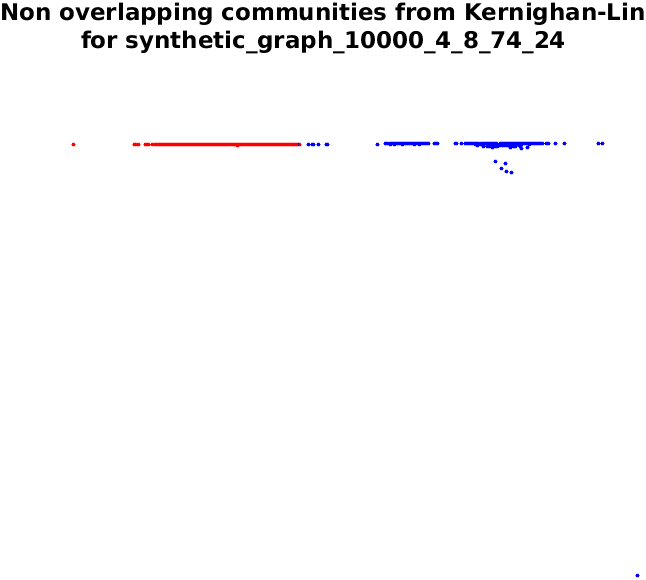 Non overlapping communities from Kernighan-Lin
for synthetic_graph_10000_4_8_74_24